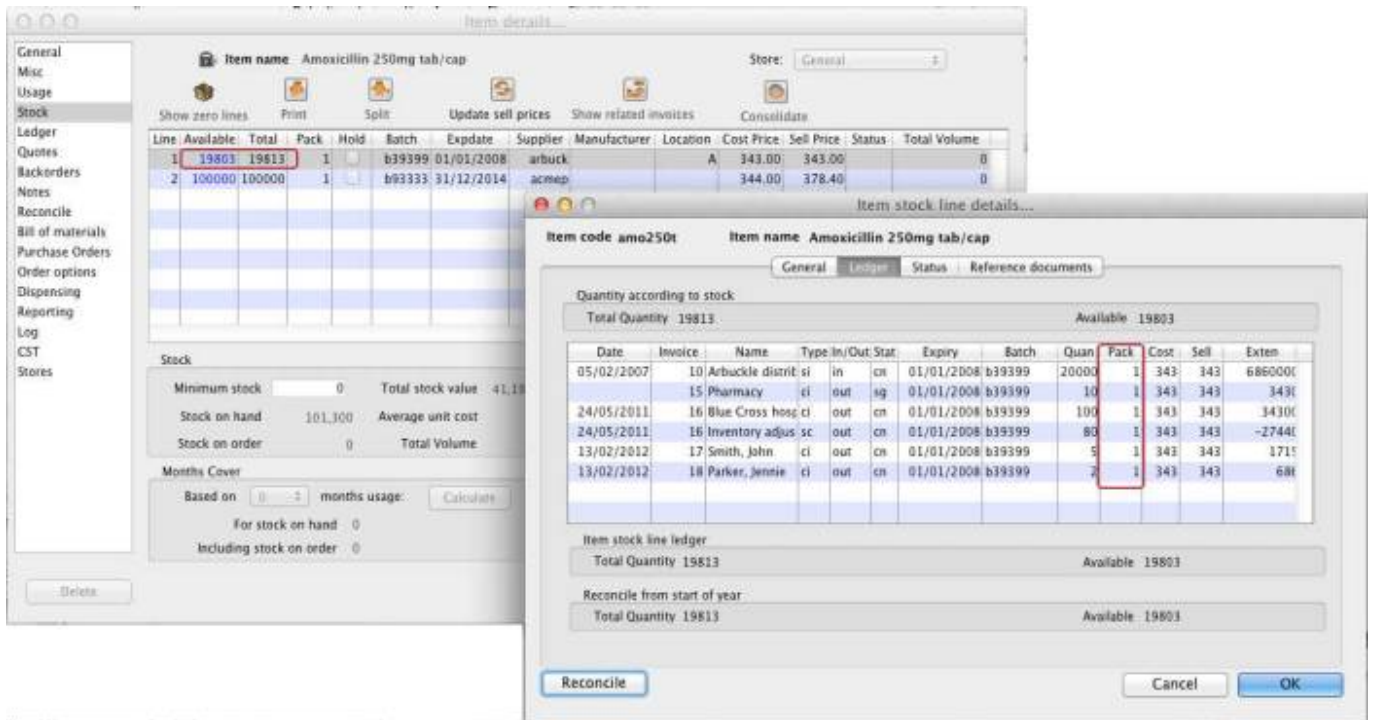 Item details...
General
Misc
Usage
Stock
Ledger
Quotes
Backorders
Notes
Reconcile
Bill of materials
Purchase Orders
Order options
Dispensing
Reporting
Log
CST
Stores
Delete
Item name Amoxicillin 250mg tab/cap Store: General
Show zero lines Print Split Update sell prices Show related invoices Consolidate
Line Available Total Pack Hold Batch Expdate Supplier Manufacturer Location Cost Price Sell Price Status Total Volume
1 19803 19813 1 b39399 01/01/2008 arbuck A 343.00 343.00 0
2 100000 100000 1 b93333 31/12/2014 acmep 344.00 378.40 0
Stock
Minimum stock 0 Total stock value
Stock on hand Average unit cost
Stock on order 0 Total Volume
Months Cover
Based on 0 months usage: Calculate
For stock on hand 0
Including stock on order 0
Item stock line details...
Item code amo250t Item name Amoxicillin 250mg tab/cap
General Ledger Status Reference documents
Quantity according to stock
Total Quantity 19813 Available 19803
Date Invoice Name Type In/Out Stat Expiry Batch Quan Pack Cost Sell Exten
05/02/2007 10 Arbuckle distrib si in cn 01/01/2008 b39399 20000 1 343 343 6860000
15 Pharmacy ci out sg 01/01/2008 b39399 10 1 343 343 3430
24/05/2011 16 Blue Cross hosp ci out cn 01/01/2008 b39399 100 1 343 343 34300
24/05/2011 16 Inventory adjus sc out cn 01/01/2008 b39399 80 1 343 343 -27440
13/02/2012 17 Smith, John ci out cn 01/01/2008 b39399 5 1 343 343 1715
13/02/2012 18 Parker, Jennie ci out cn 01/01/2008 b39399 2 1 343 343 686
Item stock line ledger
Total Quantity 19813 Available 19803
Reconcile from start of year
Total Quantity 19813 Available 19803
Reconcile Cancel OK